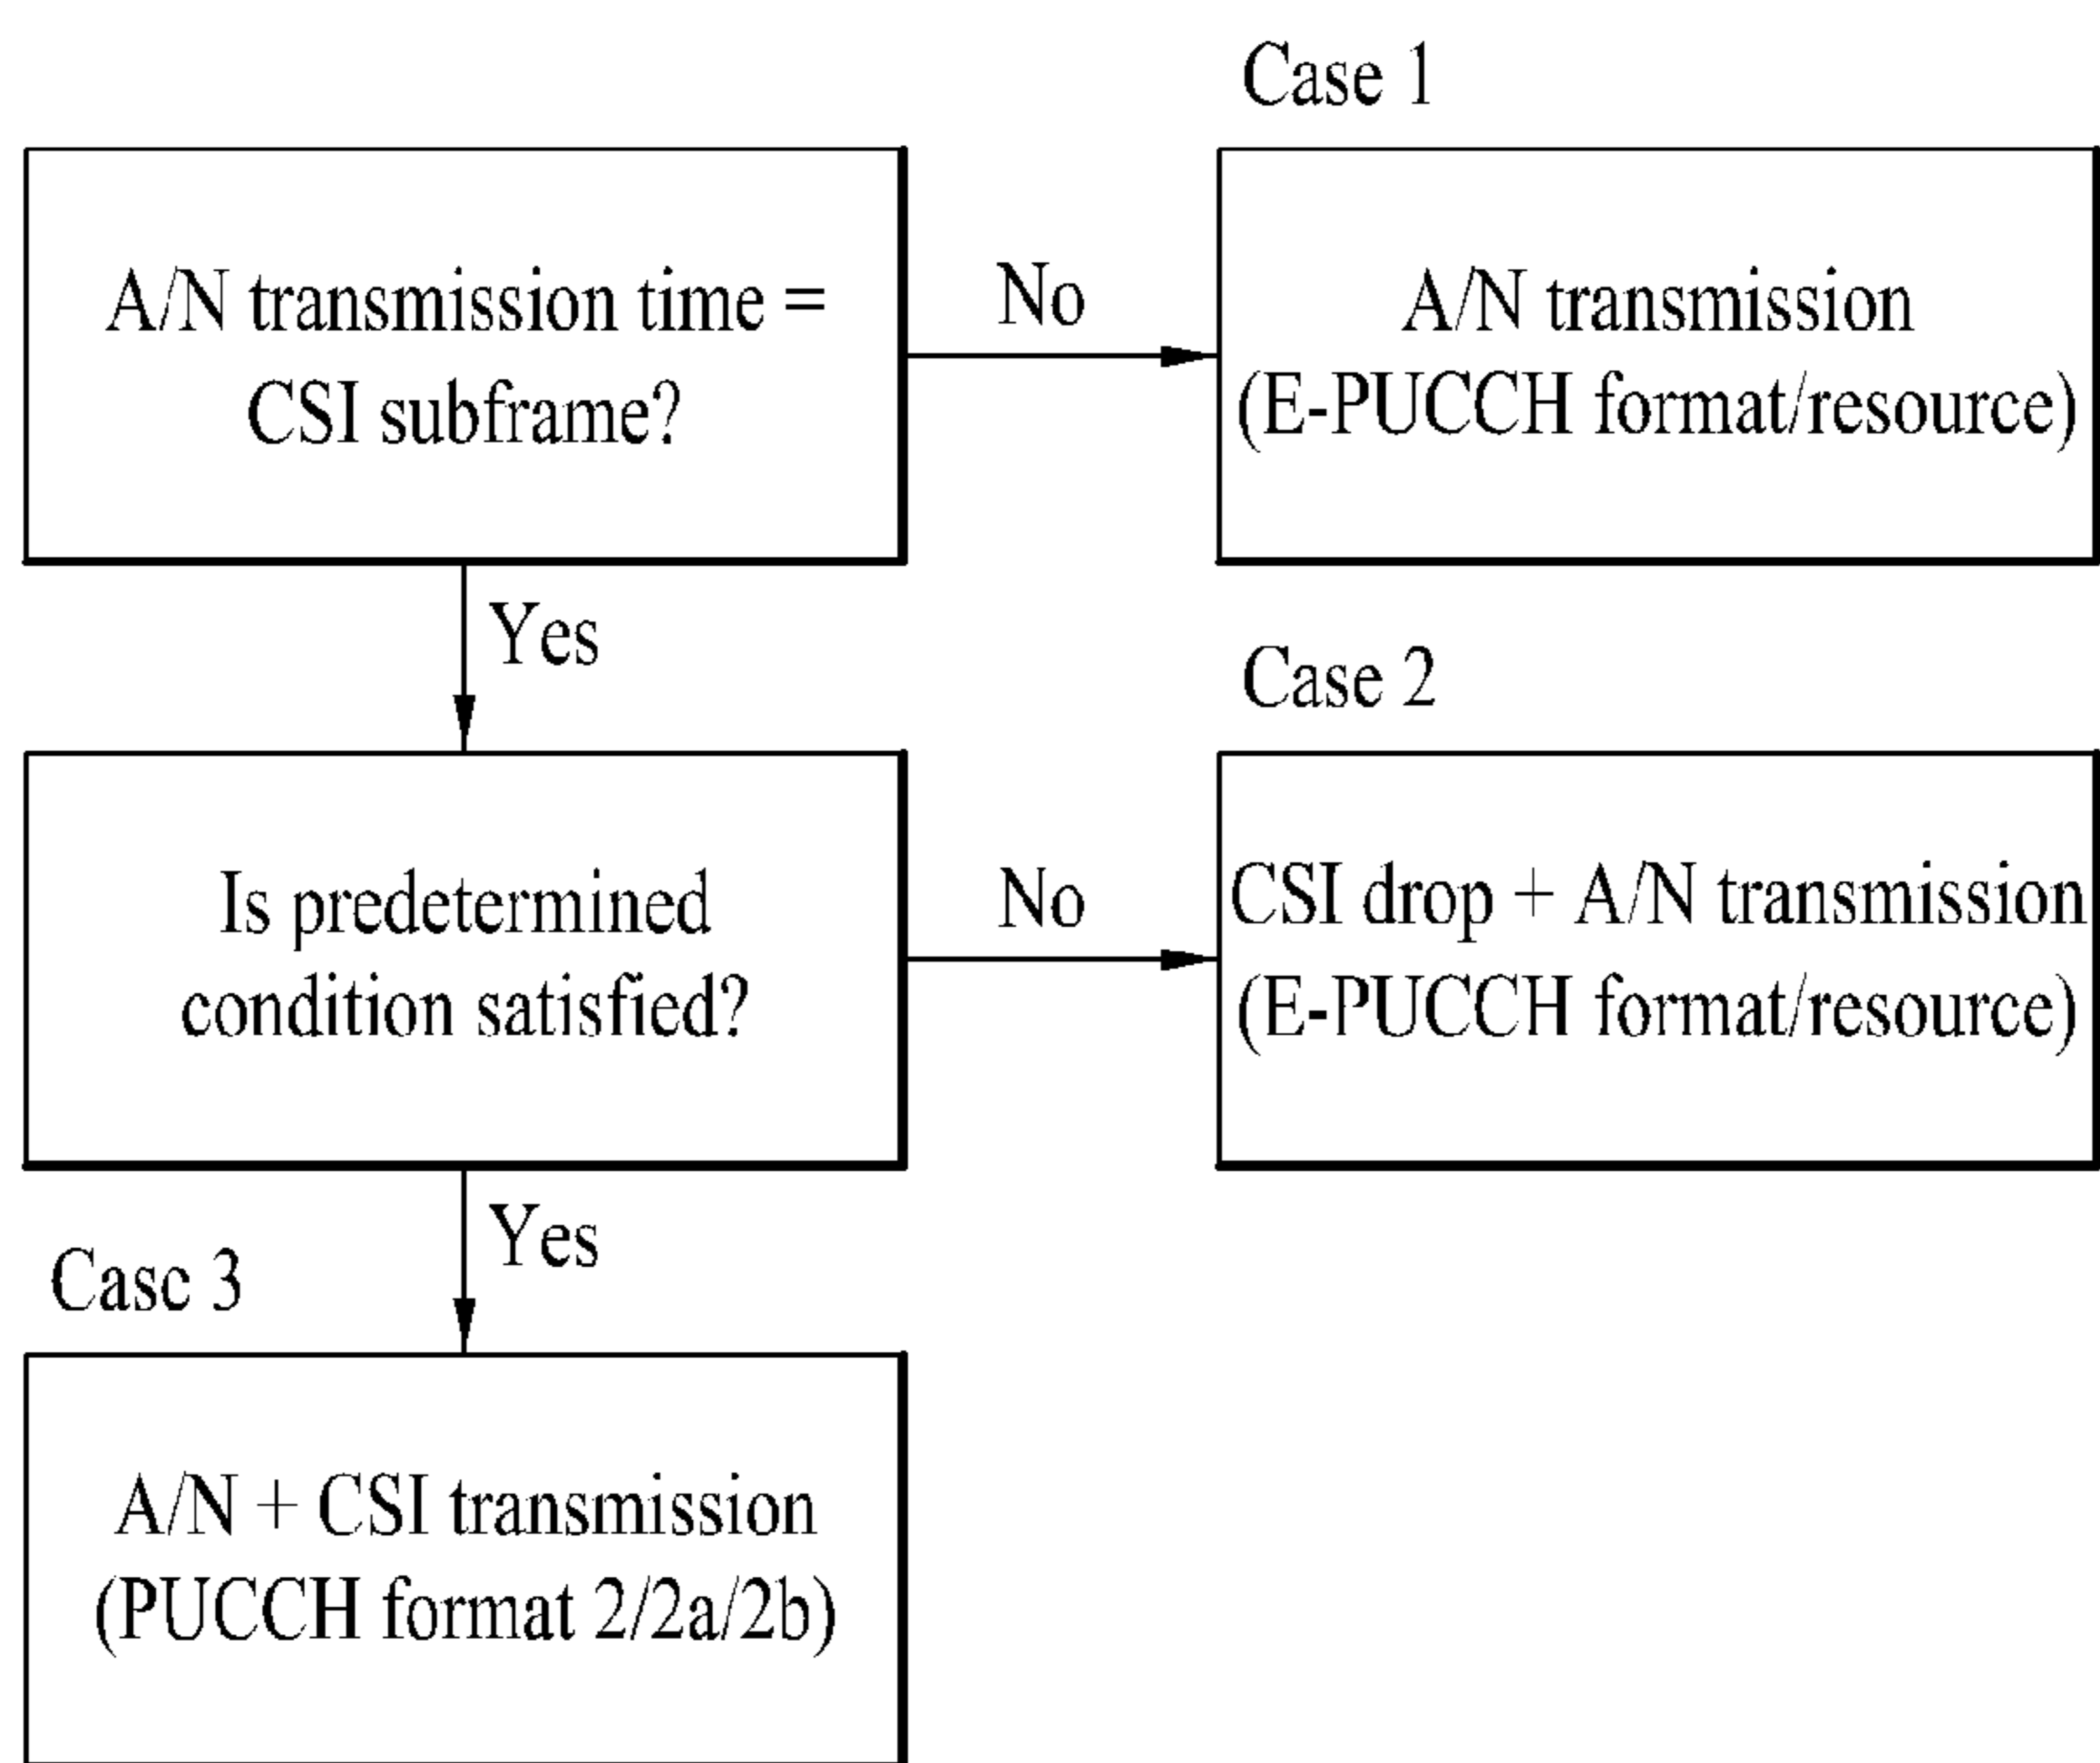 Case 1
A/N transmission time =
CSI subframe?
No
A/N transmission
(E-PUCCH format/resource)
Yes
Case 2
Is predetermined
condition satisfied?
No
CSI drop + A/N transmission
(E-PUCCH format/resource)
Yes
Case 3
A/N + CSI transmission
(PUCCH format 2/2a/2b)